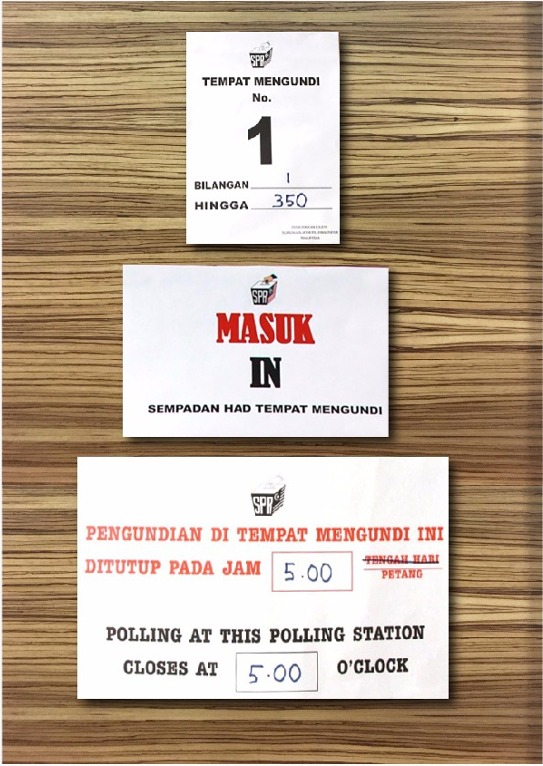 SPR
TEMPAT MENGUNDI
No.
1
BILANGAN 1
HINGGA 350
MALAYSIA
SPR
MASUK
IN
SEMPADAN HAD TEMPAT MENGUNDI
SPR
PENGUNDIAN DI TEMPAT MENGUNDI INI
DITUTUP PADA JAM 5.00 TENGAH HARI
PETANG
POLLING AT THIS POLLING STATION
CLOSES AT 5.00 O'CLOCK